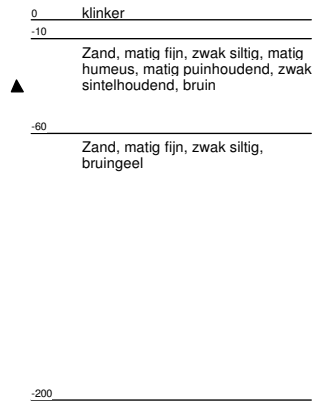 0 klinker
-10
Zand, matig fijn, zwak siltig, matig
humeus, matig puinhoudend, zwak
sintelhoudend, bruin
-60
Zand, matig fijn, zwak siltig,
bruingeel
-200